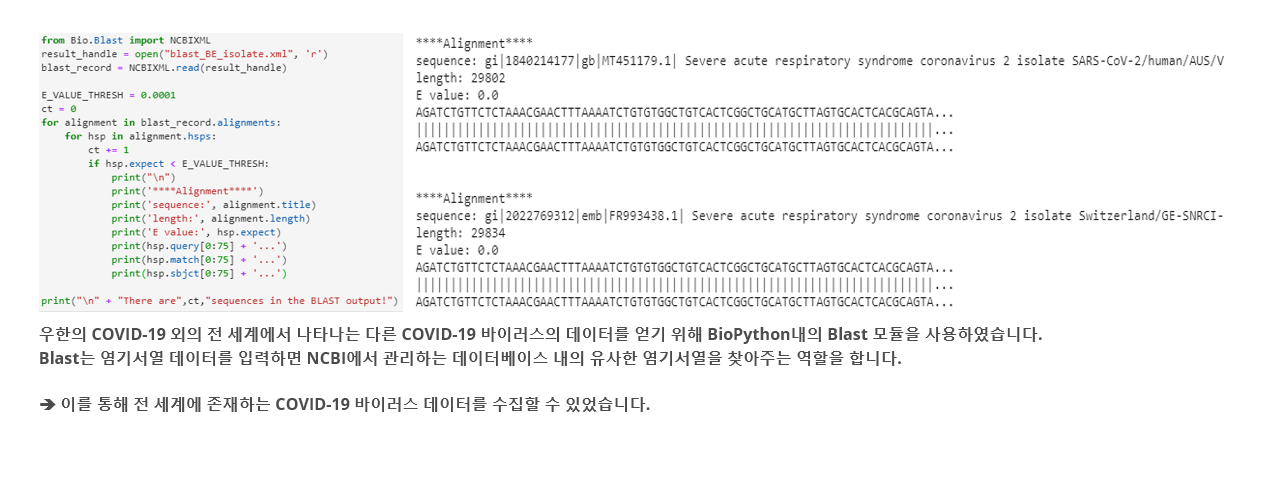 from Bio.Blast import NCBIXML
result_handle = open("blast_BE_isolate.xml", 'r')
blast_record = NCBIXML.read(result_handle)
E_VALUE_THRESH = 0.0001
ct = 0
for alignment in blast_record.alignments:
    for hsp in alignment.hsps:
        ct += 1
        if hsp.expect < E_VALUE_THRESH:
            print("\n")
            print('****Alignment****')
            print('sequence:', alignment.title)
            print('length:', alignment.length)
            print('E value:', hsp.expect)
            print(hsp.query[0:75] + '...')
            print(hsp.match[0:75] + '...')
            print(hsp.sbjct[0:75] + '...')
print("\n" + "There are",ct,"sequences in the BLAST output!")
****Alignment****
sequence: gi|1840214177|gb|MT451179.1| Severe acute respiratory syndrome coronavirus 2 isolate SARS-CoV-2/human/AUS/V
length: 29802
E value: 0.0
AGATCTGTTCTCTAAACGAACTTTAAAATCTGTGTGGCTGTCACTCGGCTGCATGCTTAGTGCACTCACGCAGTA...
|||||||||||||||||||||||||||||||||||||||||||||||||||||||||||||||||||||||||||...
AGATCTGTTCTCTAAACGAACTTTAAAATCTGTGTGGCTGTCACTCGGCTGCATGCTTAGTGCACTCACGCAGTA...
****Alignment****
sequence: gi|2022769312|emb|FR993438.1| Severe acute respiratory syndrome coronavirus 2 isolate Switzerland/GE-SNRCI-
length: 29834
E value: 0.0
AGATCTGTTCTCTAAACGAACTTTAAAATCTGTGTGGCTGTCACTCGGCTGCATGCTTAGTGCACTCACGCAGTA...
|||||||||||||||||||||||||||||||||||||||||||||||||||||||||||||||||||||||||||...
AGATCTGTTCTCTAAACGAACTTTAAAATCTGTGTGGCTGTCACTCGGCTGCATGCTTAGTGCACTCACGCAGTA...
우한의 COVID-19 외의 전 세계에서 나타나는 다른 COVID-19 바이러스의 데이터를 얻기 위해 BioPython내의 Blast 모듈을 사용하였습니다.
Blast는 염기서열 데이터를 입력하면 NCBI에서 관리하는 데이터베이스 내의 유사한 염기서열을 찾아주는 역할을 합니다.
➔ 이를 통해 전 세계에 존재하는 COVID-19 바이러스 데이터를 수집할 수 있었습니다.